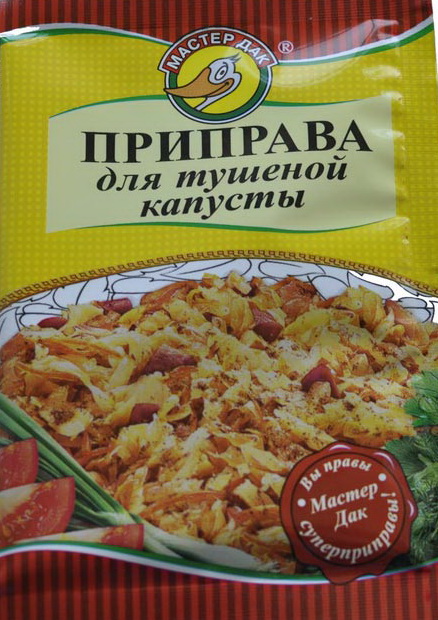 МАСТЕР ДАК
®
ПРИПРАВА
для тушеной
капусты
Вы правы
Мастер
Дак
суперприправы!